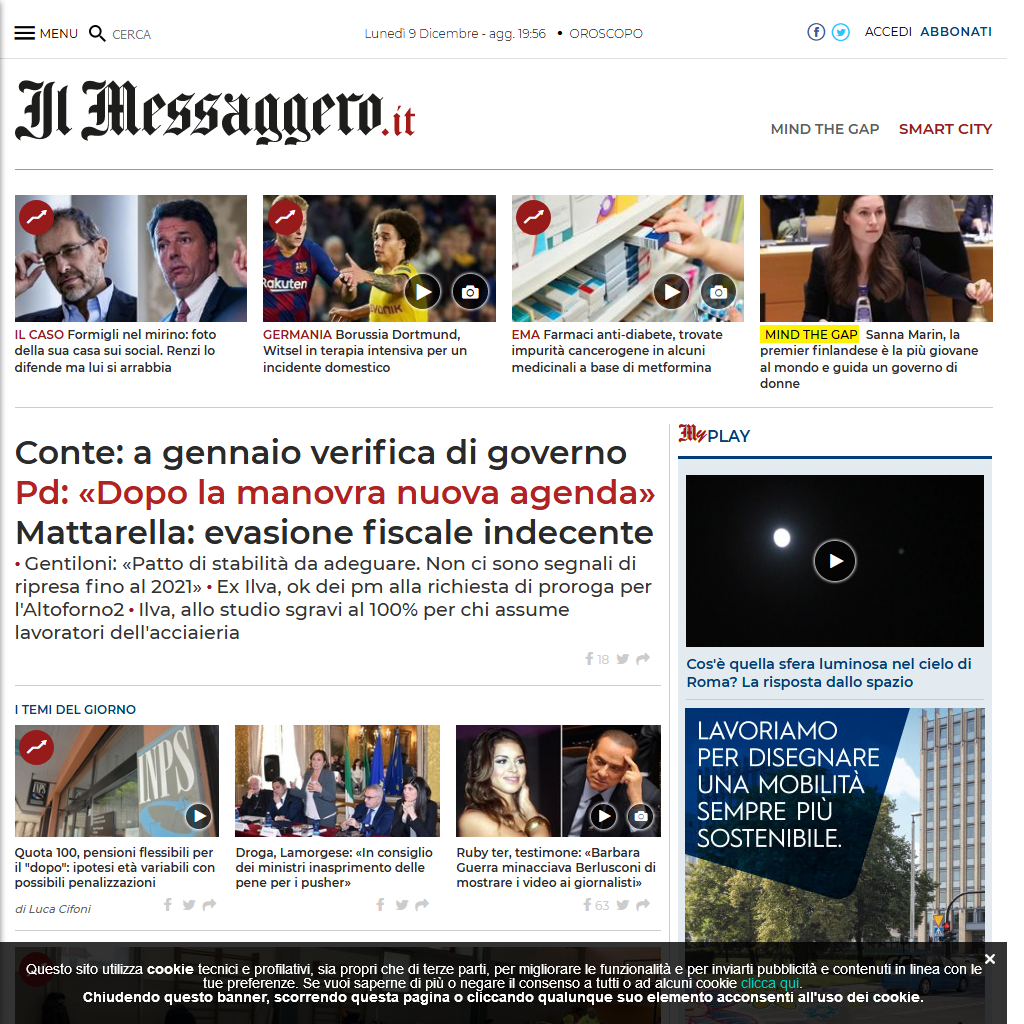 MENU CERCA
Lunedì 9 Dicembre - agg. 19:56 • OROSCOPO
ACCEDI ABBONATI
Il Messaggero.it
MIND THE GAP SMART CITY
Rakuten
IL CASO Formigli nel mirino: foto
della sua casa sui social. Renzi lo
difende ma lui si arrabbia
GERMANIA Borussia Dortmund,
Witsel in terapia intensiva per un
incidente domestico
EMA Farmaci anti-diabete, trovate
impurità cancerogene in alcuni
medicinali a base di metformina
MIND THE GAP Sanna Marin, la
premier finlandese è la più giovane
al mondo e guida un governo di
donne
Conte: a gennaio verifica di governo
Pd: «Dopo la manovra nuova agenda»
Mattarella: evasione fiscale indecente
• Gentiloni: «Patto di stabilità da adeguare. Non ci sono segnali di
ripresa fino al 2021» • Ex Ilva, ok dei pm alla richiesta di proroga per
l'Altoforno2 • Ilva, allo studio sgravi al 100% per chi assume
lavoratori dell'acciaieria
18
My PLAY
Cos'è quella sfera luminosa nel cielo di
Roma? La risposta dallo spazio
I TEMI DEL GIORNO
INPS
INPS
Quota 100, pensioni flessibili per
il "dopo": ipotesi età variabili con
possibili penalizzazioni
di Luca Cifoni
Droga, Lamorgese: «In consiglio
dei ministri inasprimento delle
pene per i pusher»
Ruby ter, testimone: «Barbara
Guerra minacciava Berlusconi di
mostrare i video ai giornalisti»
63
LAVORIAMO
PER DISEGNARE
UNA MOBILITÀ
SEMPRE PIÙ
SOSTENIBILE.
Questo sito utilizza cookie tecnici e profilativi, sia propri che di terze parti, per migliorare le funzionalità e per inviarti pubblicità e contenuti in linea con le
tue preferenze. Se vuoi saperne di più o negare il consenso a tutti o ad alcuni cookie clicca qui.
Chiudendo questo banner, scorrendo questa pagina o cliccando qualunque suo elemento acconsenti all'uso dei cookie.